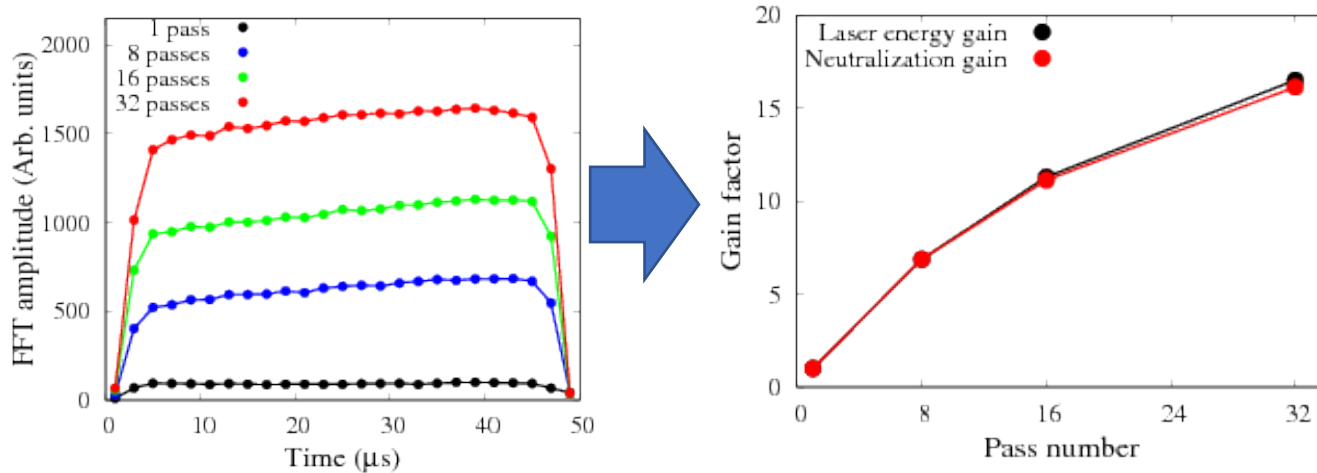 FFT amplitude (Arb. units)
2000
1500
1000
500
0
1 pass
8 passes
16 passes
32 passes
0 10 20 30 40 50
Time (μs)
Gain factor
20
15
10
5
0
Laser energy gain
Neutralization gain
0 8 16 24 32
Pass number